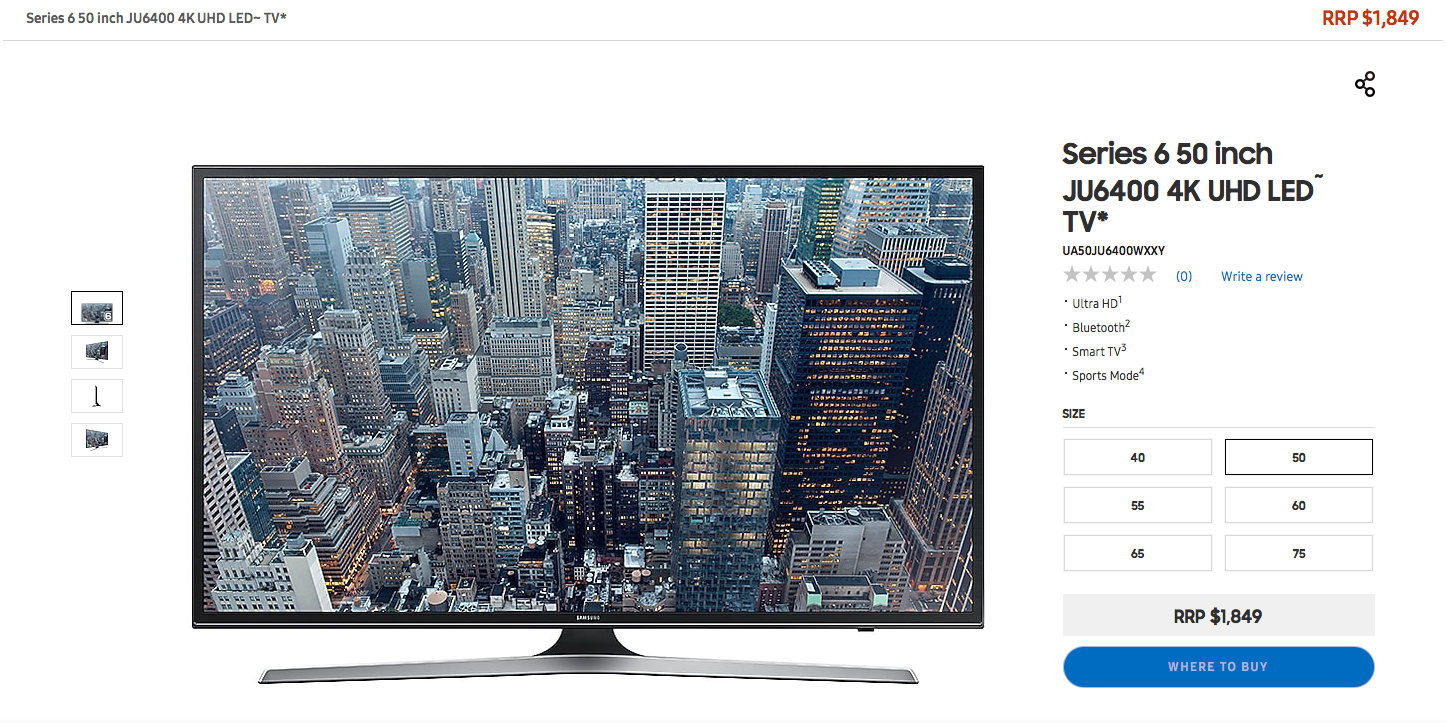 Series 6 50 inch JU6400 4K UHD LED~ TV*
RRP $1,849
Series 6 50 inch
JU6400 4K UHD LED~
TV*
UA50JU6400WXXY
(0) Write a review
· Ultra HD1
· Bluetooth2
· Smart TV3
· Sports Mode4
SIZE
40 50
55 60
65 75
RRP $1,849
SAMSUNG
WHERE TO BUY